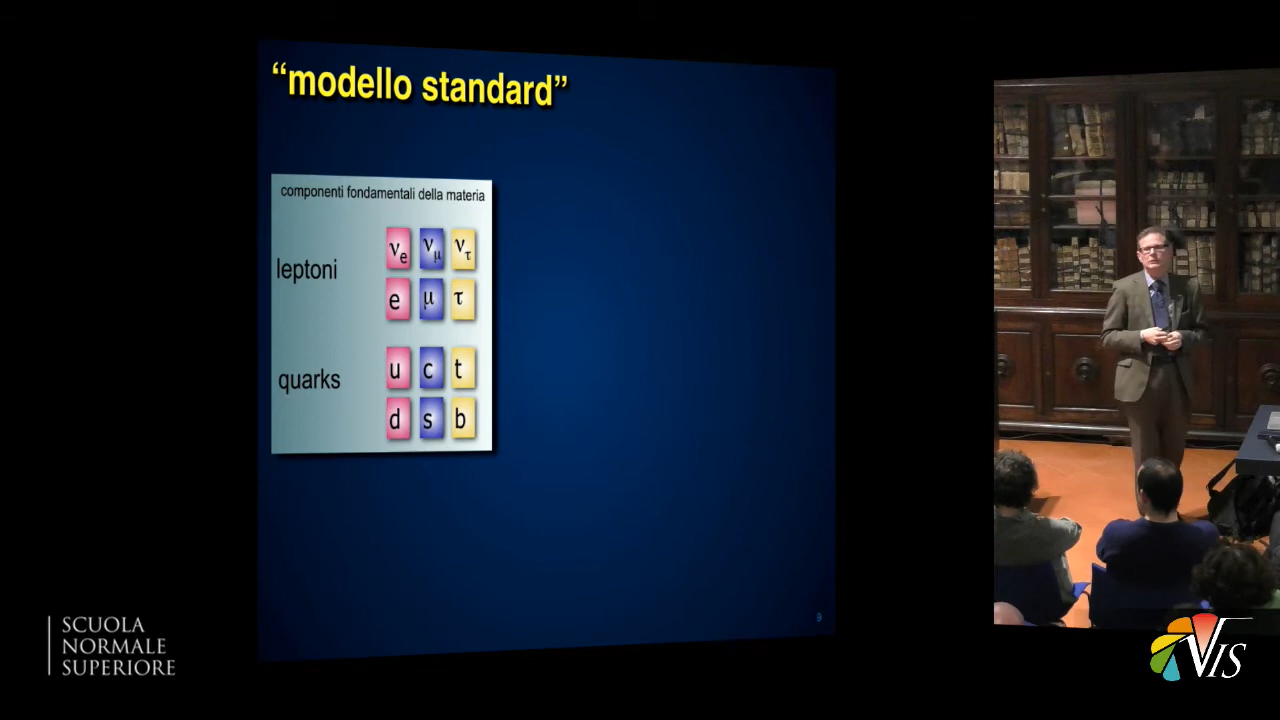 “modello standard”
componenti fondamentali della materia
νe νμ ντ
leptoni
e μ τ
u c t
quarks
d s b
9
SCUOLA
NORMALE
SUPERIORE
VIS